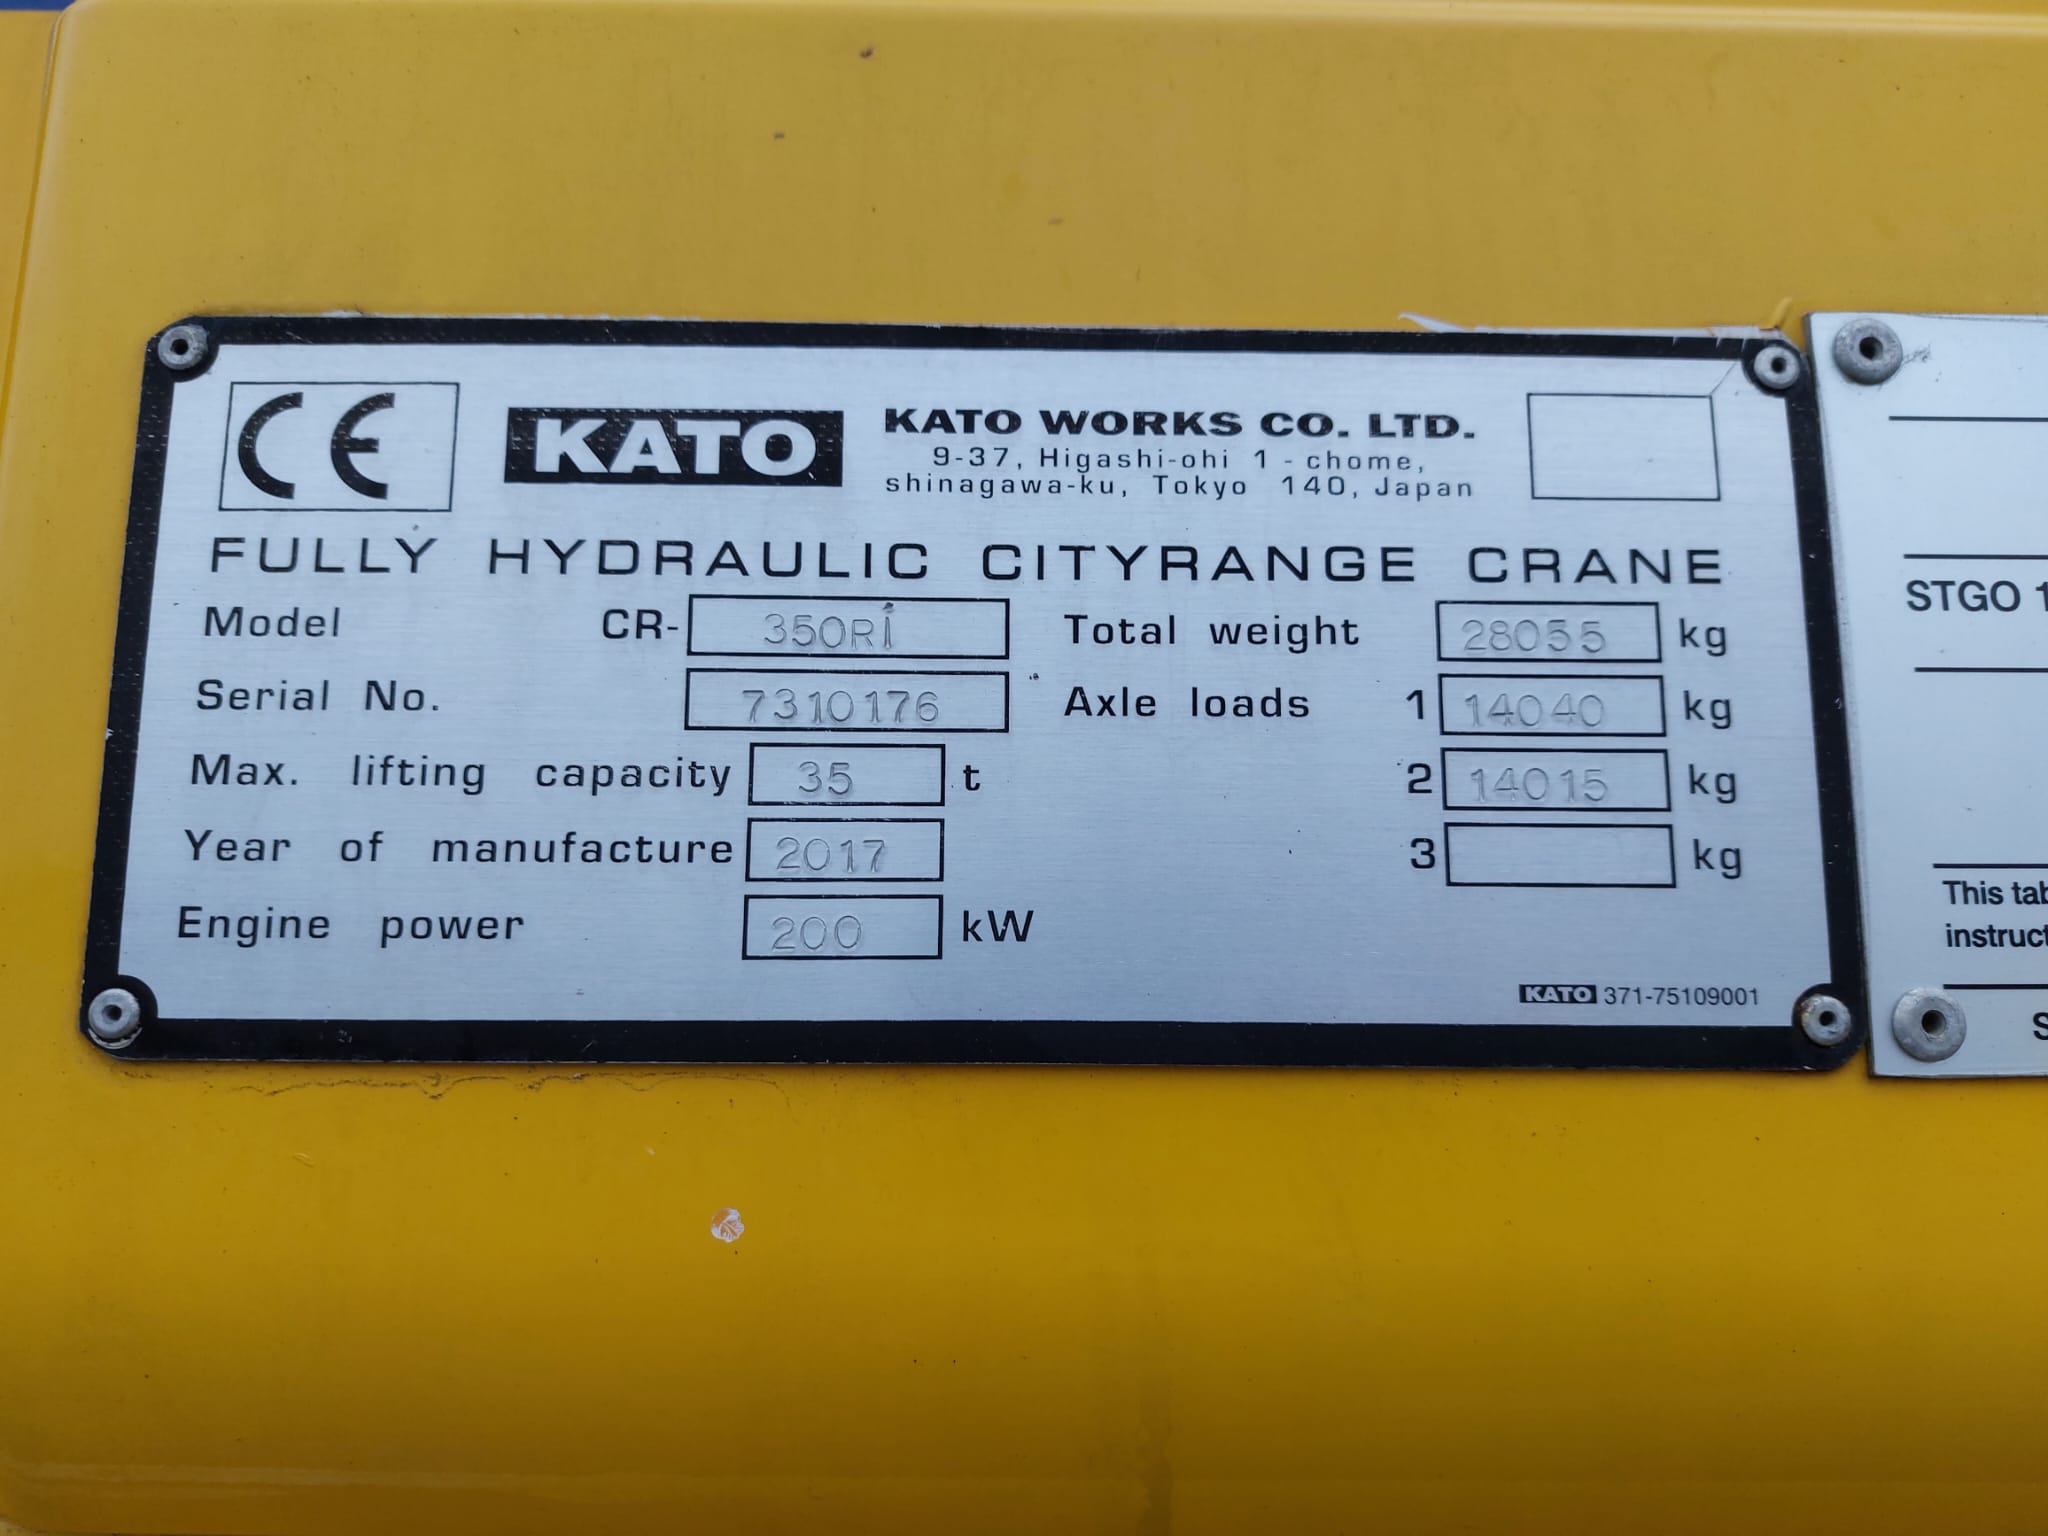 CE
KATO
KATO WORKS CO. LTD.
9-37, Higashi-ohi 1 - chome,
shinagawa-ku, Tokyo 140, Japan
FULLY HYDRAULIC CITYRANGE CRANE
Model CR- 350Ri Total weight 28055 kg
Serial No. 7310176 Axle loads 1 14040 kg
Max. lifting capacity 35 t 2 14015 kg
Year of manufacture 2017 3 kg
Engine power 200 kW
KATO 371-75109001
STGO 1
This